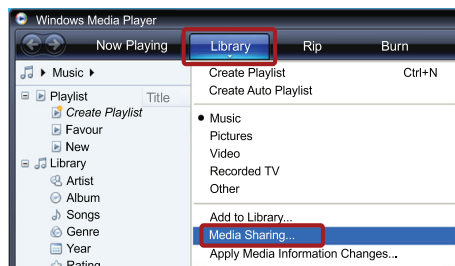 Windows Media Player
Now Playing Library Rip Burn
Music
Create Playlist Ctrl+N
Create Auto Playlist
Playlist Title
Create Playlist
Favour
New
Library
Artist
Album
Songs
Genre
Year
Rating
Music
Pictures
Video
Recorded TV
Other
Add to Library...
Media Sharing...
Apply Media Information Changes...